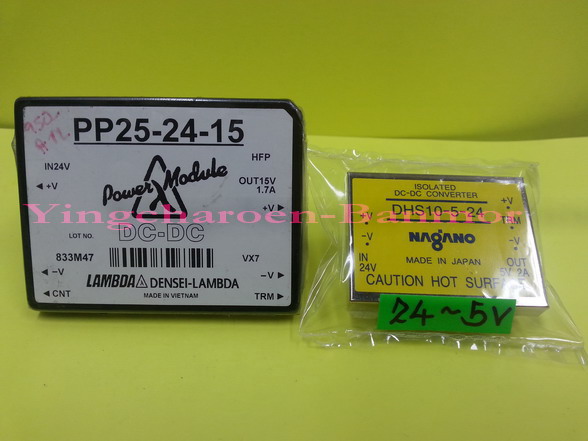 PP25-24-15
IN24V
HFP
+V
Power Module
OUT15V
1.7A
+V
LOT NO.
DC-DC
833M47
VX7
-V
LAMBDA DENSEI-LAMBDA
-V
CNT
MADE IN VIETNAM
TRM
ISOLATED
DC-DC CONVERTER
DHS10-5-24
+V
TRM
-V
-V
NAGANO
IN
24V
MADE IN JAPAN
OUT
5V 2A
CAUTION HOT
24~5V
Yingcharoen-Banmoh